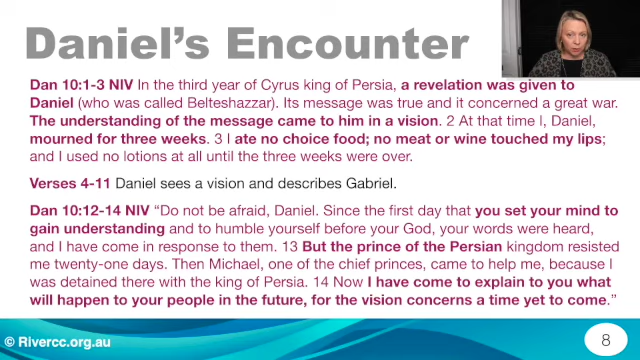 Daniel's Encounter
Dan 10:1-3 NIV In the third year of Cyrus king of Persia, a revelation was given to
Daniel (who was called Belteshazzar). Its message was true and it concerned a great war.
The understanding of the message came to him in a vision. 2 At that time I, Daniel,
mourned for three weeks. 3 I ate no choice food; no meat or wine touched my lips;
and I used no lotions at all until the three weeks were over.
Verses 4-11 Daniel sees a vision and describes Gabriel.
Dan 10:12-14 NIV “Do not be afraid, Daniel. Since the first day that you set your mind to
gain understanding and to humble yourself before your God, your words were heard,
and I have come in response to them. 13 But the prince of the Persian kingdom resisted
me twenty-one days. Then Michael, one of the chief princes, came to help me, because I
was detained there with the king of Persia. 14 Now I have come to explain to you what
will happen to your people in the future, for the vision concerns a time yet to come.”
© Rivercc.org.au
8